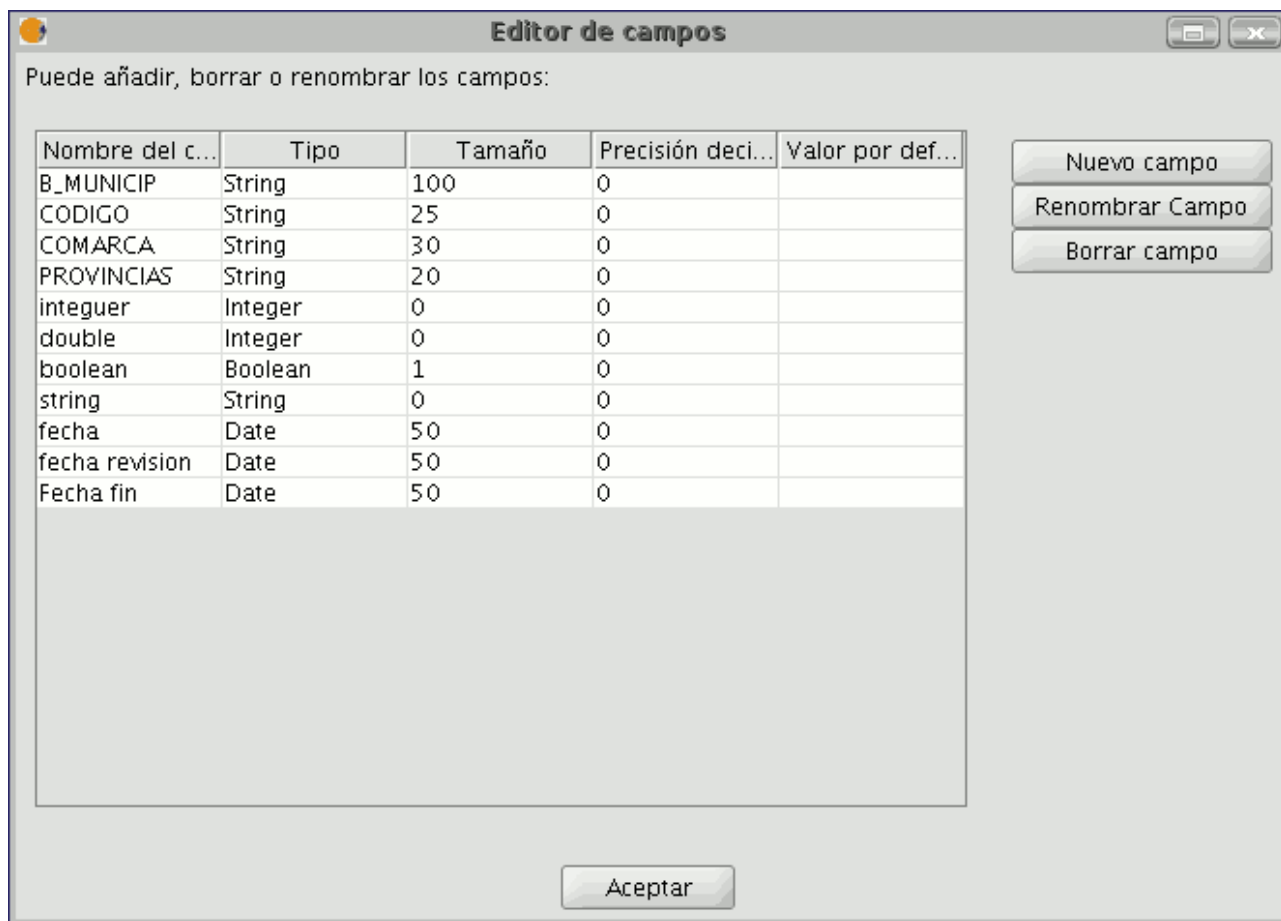 Editor de campos
Puede añadir, borrar o renombrar los campos:
Nombre del c... Tipo Tamaño Precisión deci... Valor por def...
B_MUNICIP String 100 0
CODIGO String 25 0
COMARCA String 30 0
PROVINCIAS String 20 0
integuer Integer 0 0
double Integer 0 0
boolean Boolean 1 0
string String 0 0
fecha Date 50 0
fecha revision Date 50 0
Fecha fin Date 50 0
Nuevo campo
Renombrar Campo
Borrar campo
Aceptar